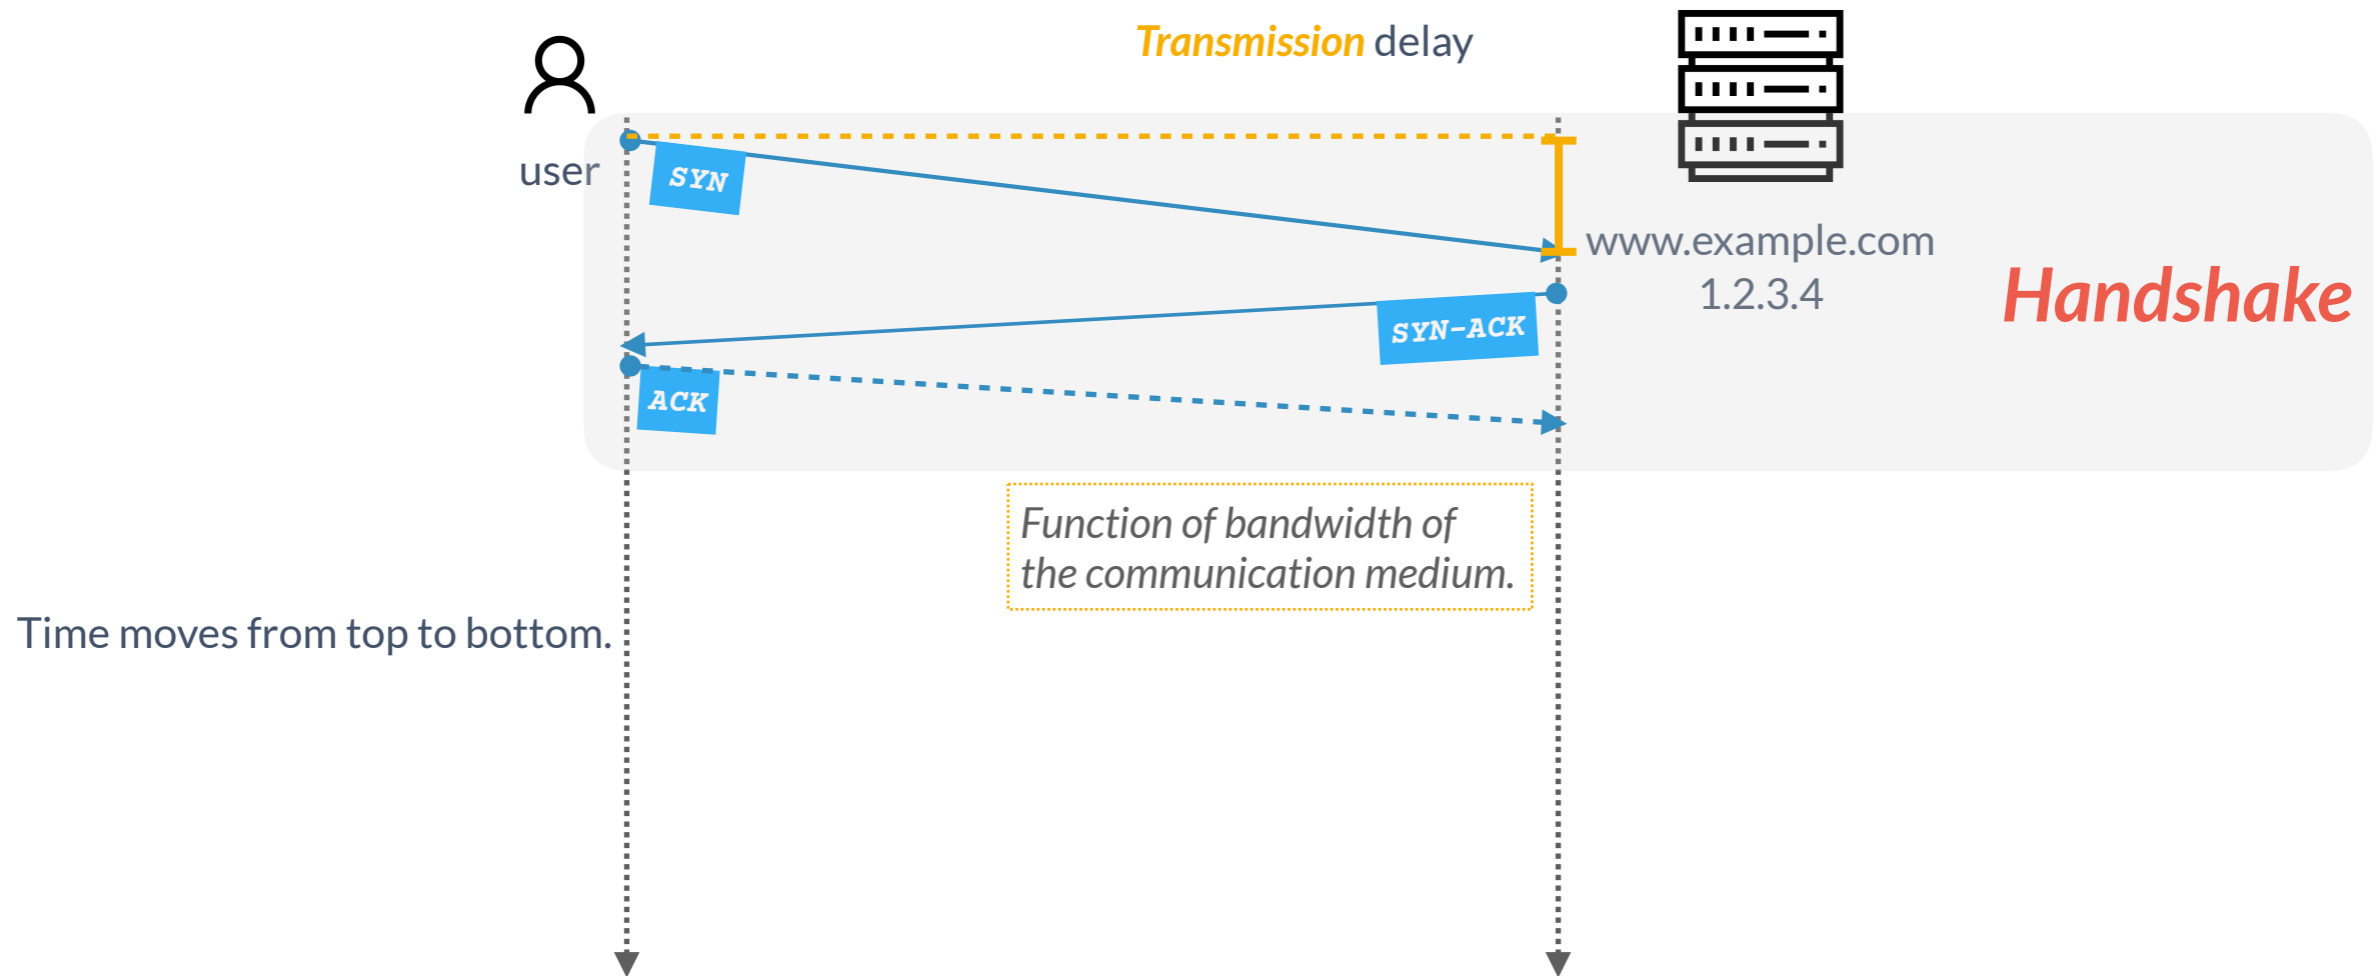 Transmission delay
user
SYN
www.example.com
1.2.3.4
Handshake
SYN-ACK
ACK
Function of bandwidth of
the communication medium.
Time moves from top to bottom.